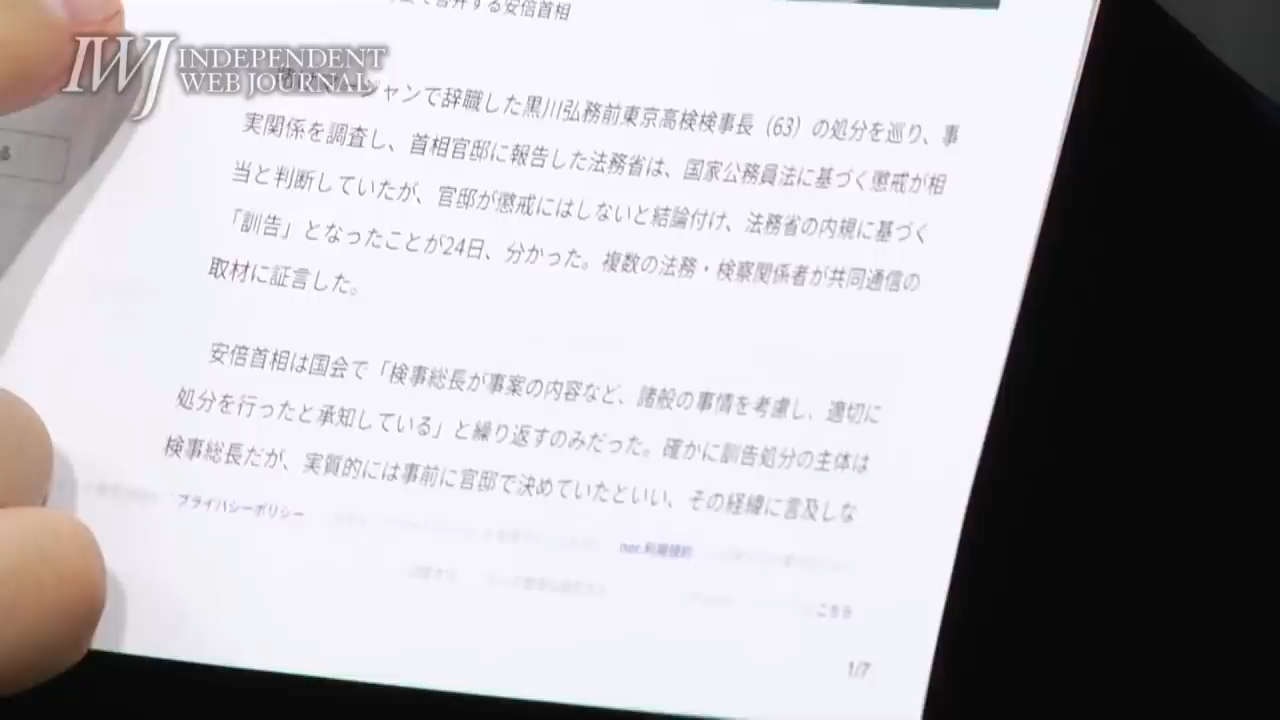 する安倍首相
IWJ INDEPENDENT
WEB JOURNAL
ージャンで辞職した黒川弘務前東京高検検事長（63）の処分を巡り、事
実関係を調査し、首相官邸に報告した法務省は、国家公務員法に基づく懲戒が相
当と判断していたが、官邸が懲戒にはしないと結論付け、法務省の内規に基づく
「訓告」となったことが24日、分かった。複数の法務・検察関係者が共同通信の
取材に証言した。
安倍首相は国会で「検事総長が事案の内容など、諸般の事情を考慮し、適切に
処分を行ったと承知している」と繰り返すのみだった。確かに訓告処分の主体は
検事総長だが、実質的には事前に官邸で決めていたといい、その経緯に言及しな
プライバシーポリシー
利用規約
こちら
1/7
る